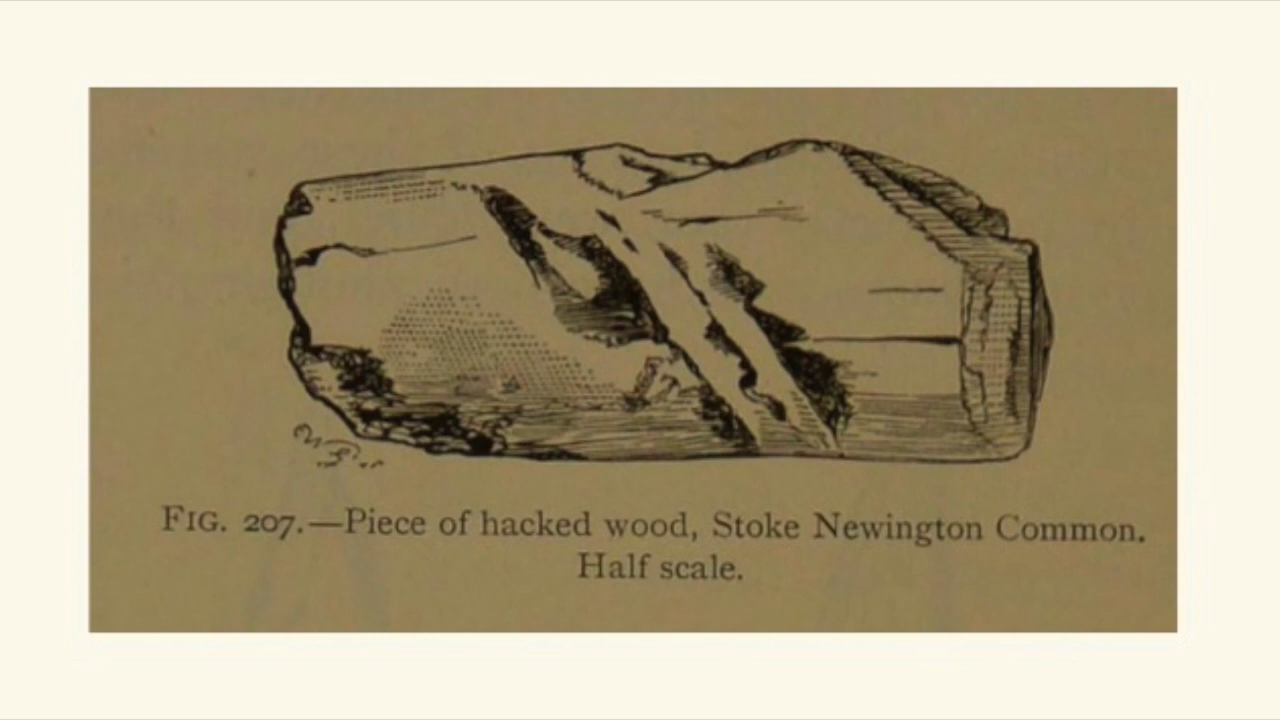 FIG. 207.—Piece of hacked wood, Stoke Newington Common.
Half scale.